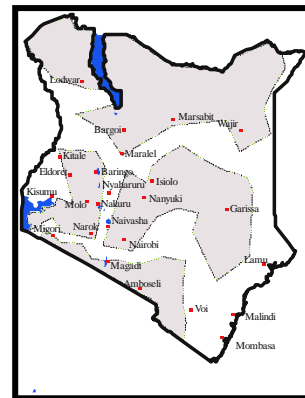 Lodwar
Marsabit
Bargoi
Wajir
Maralel
Kitale
Eldoret
Baringo
Isiolo
Nyaharuru
Kisumu
Nanyuki
Molo
Nakuru
Garissa
Naivasha
Migori
Narok
Nairobi
Lamu
Magadi
Amboseli
Voi
Malindi
Mombasa